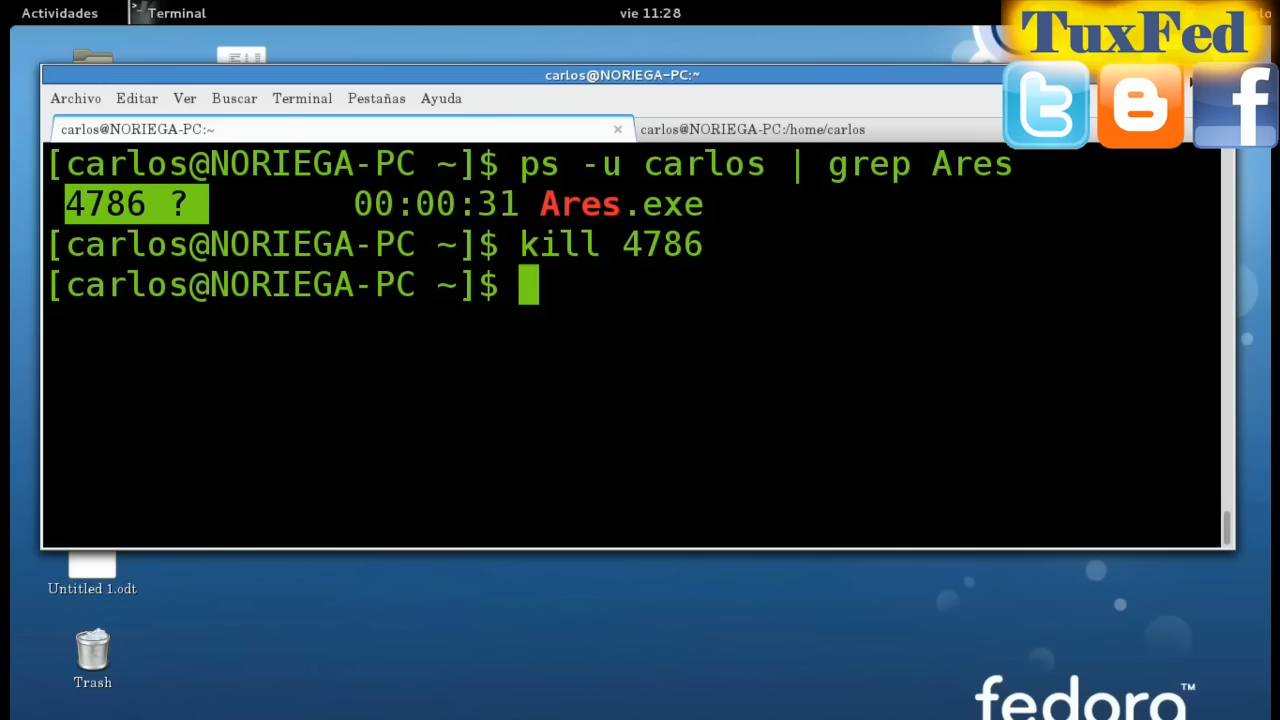 Actividades
Terminal
vie 11:28
TuxFed
carlos@NORIEGA-PC:~
Archivo Editar Ver Buscar Terminal Pestañas Ayuda
carlos@NORIEGA-PC:~ ×
carlos@NORIEGA-PC:/home/carlos
[carlos@NORIEGA-PC ~]$ ps -u carlos | grep Ares
4786 ? 00:00:31 Ares.exe
[carlos@NORIEGA-PC ~]$ kill 4786
[carlos@NORIEGA-PC ~]$
Untitled 1.odt
Trash
fedora™